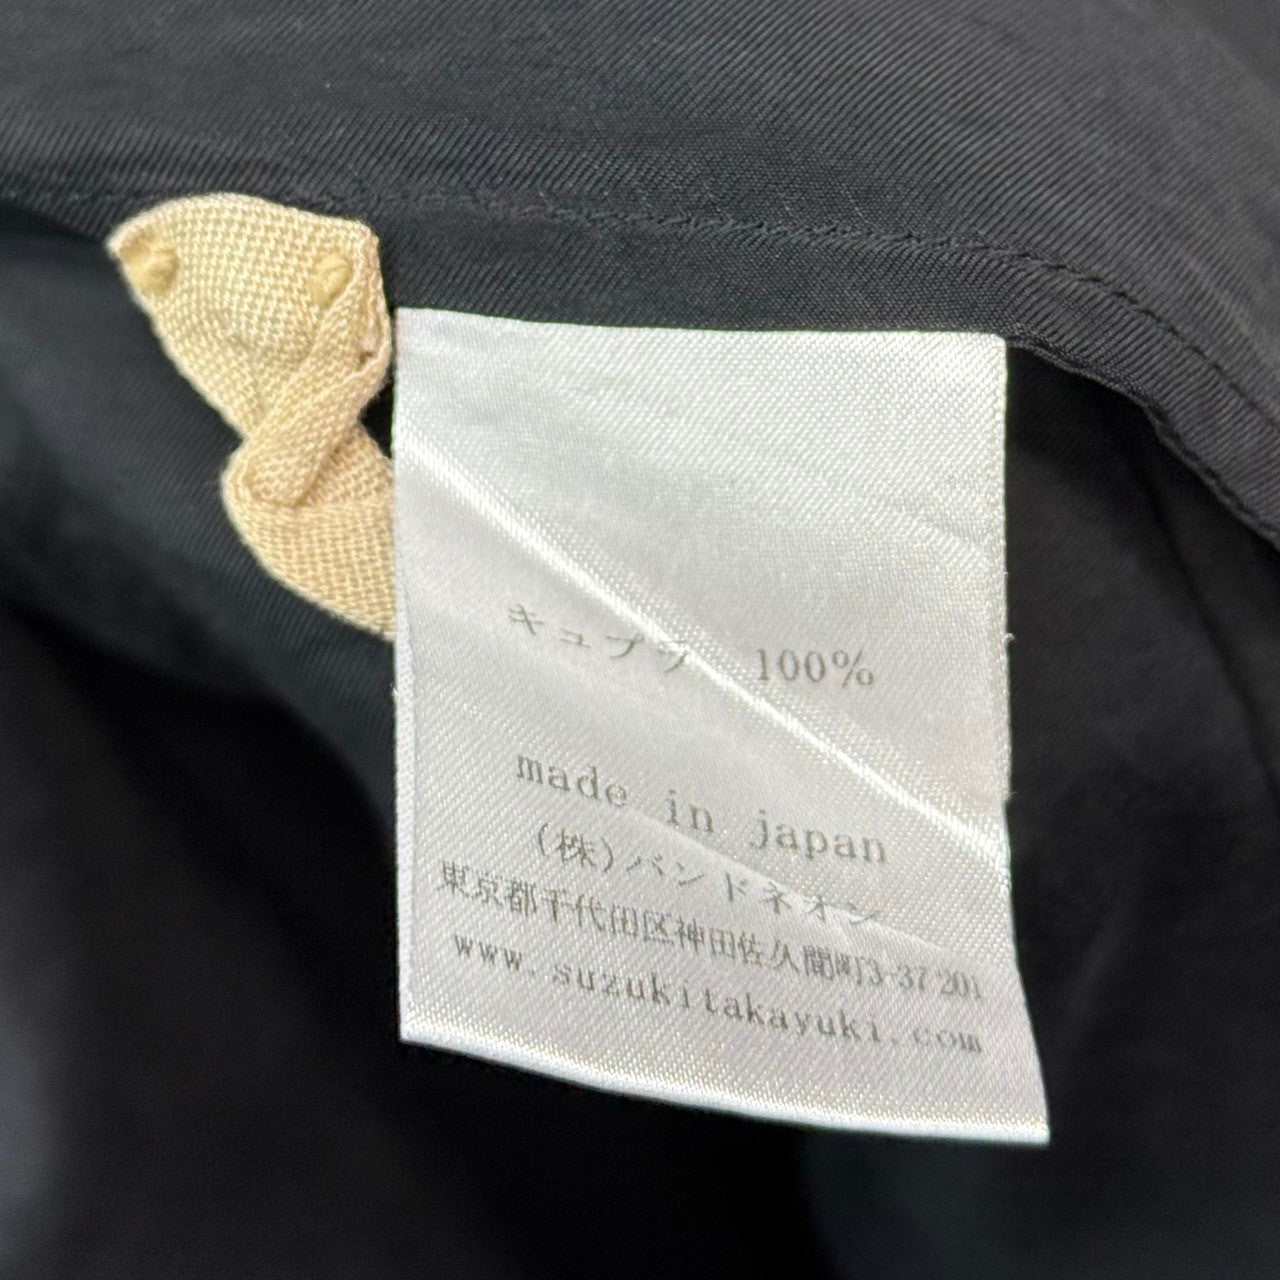 キュプラ 100%
made in japan
(株)バンドネオン
東京都千代田区神田佐久間町3-37 201
www.suzukitakayuki.com